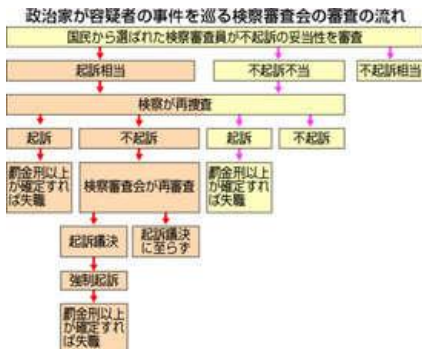 政治家が容疑者の事件を巡る検察審査会の審査の流れ
国民から選ばれた検察審査員が不起訴の妥当性を審査
起訴相当
不起訴不当
不起訴相当
検察が再捜査
起訴
不起訴
起訴
不起訴
罰金刑以上
が確定すれ
ば失職
検察審査会が再審査
罰金刑以上
が確定すれ
ば失職
起訴議決
起訴議決
に至らず
強制起訴
罰金刑以上
が確定すれ
ば失職